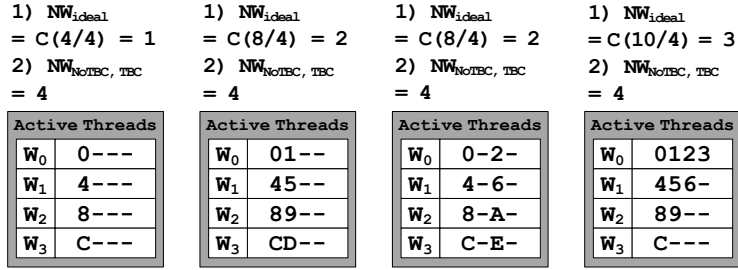 1) NWideal
= C(4/4) = 1
2) NWNoTBC, TBC
= 4
Active Threads
W0 0---
W1 4---
W2 8---
W3 C---
1) NWideal
= C(8/4) = 2
2) NWNoTBC, TBC
= 4
Active Threads
W0 01--
W1 45--
W2 89--
W3 CD--
1) NWideal
= C(8/4) = 2
2) NWNoTBC, TBC
= 4
Active Threads
W0 0-2-
W1 4-6-
W2 8-A-
W3 C-E-
1) NWideal
= C(10/4) = 3
2) NWNoTBC, TBC
= 4
Active Threads
W0 0123
W1 456-
W2 89--
W3 C---